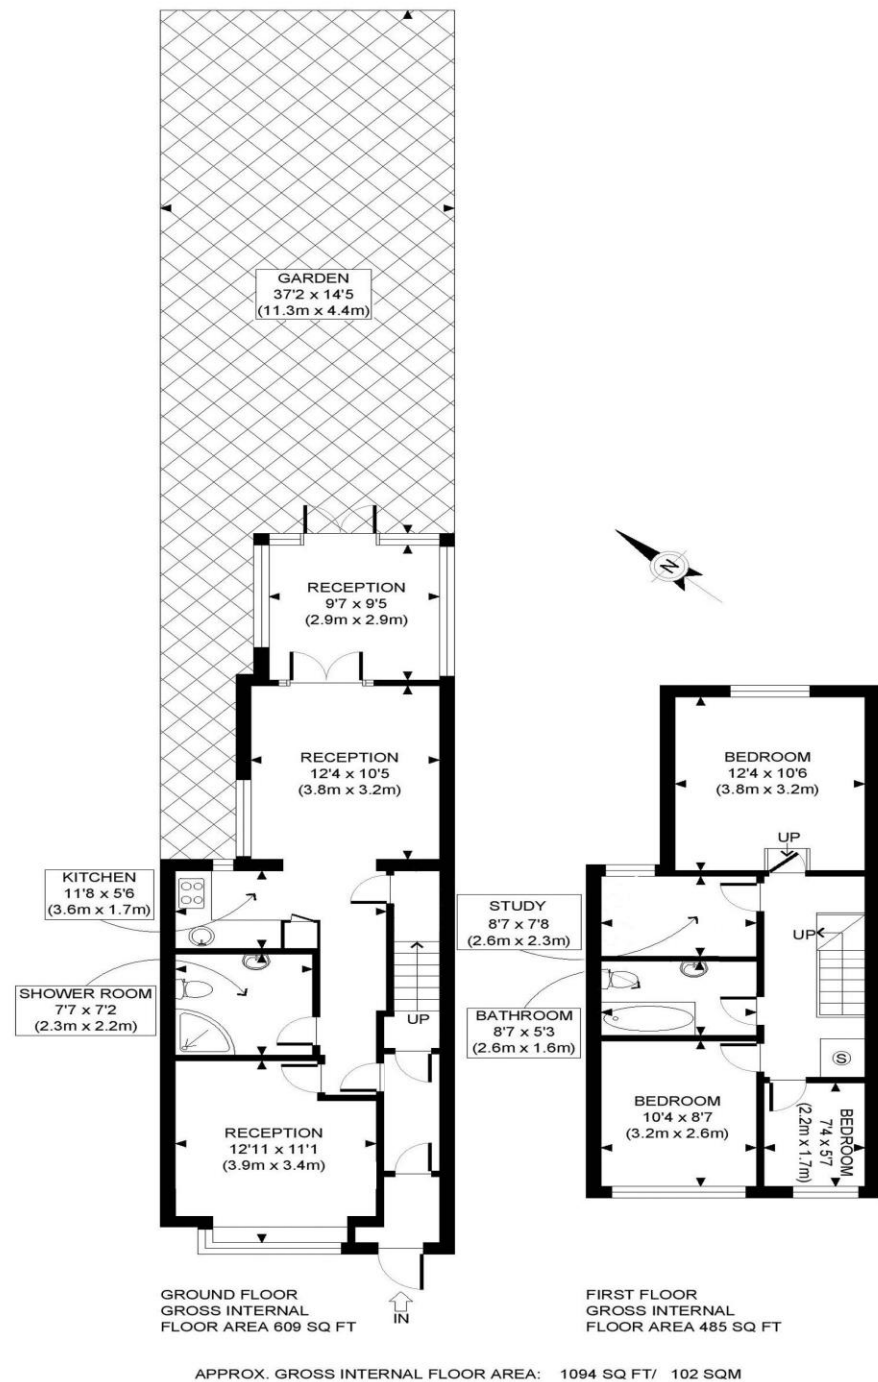 GARDEN
37'2 x 14'5
(11.3m x 4.4m)
RECEPTION
9'7 x 9'5
(2.9m x 2.9m)
N
RECEPTION
12'4 x 10'5
(3.8m x 3.2m)
BEDROOM
12'4 x 10'6
(3.8m x 3.2m)
UP
KITCHEN
11'8 x 5'6
(3.6m x 1.7m)
STUDY
8'7 x 7'8
(2.6m x 2.3m)
UP
SHOWER ROOM
7'7 x 7'2
(2.3m x 2.2m)
UP
BATHROOM
8'7 x 5'3
(2.6m x 1.6m)
S
RECEPTION
12'11 x 11'1
(3.9m x 3.4m)
BEDROOM
10'4 x 8'7
(3.2m x 2.6m)
BEDROOM
7'4 x 5'7
(2.2m x 1.7m)
IN
GROUND FLOOR
GROSS INTERNAL
FLOOR AREA 609 SQ FT
FIRST FLOOR
GROSS INTERNAL
FLOOR AREA 485 SQ FT
APPROX. GROSS INTERNAL FLOOR AREA: 1094 SQ FT/ 102 SQM